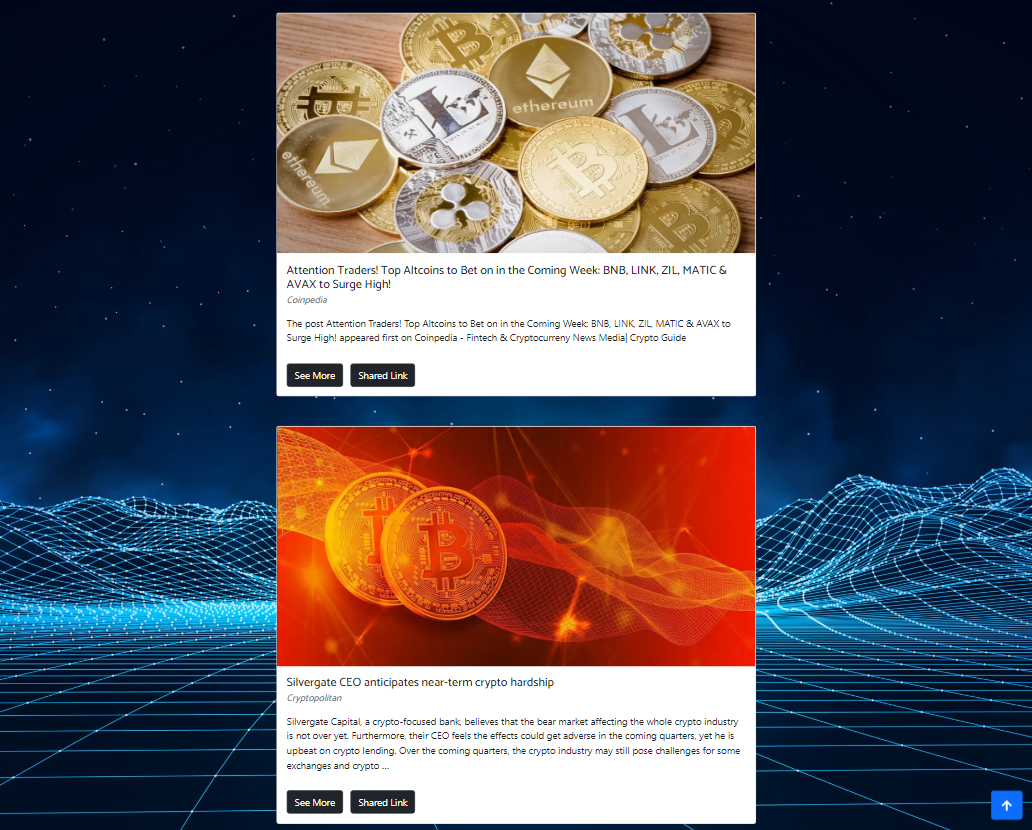 ethereum
ethereum
Attention Traders! Top Altcoins to Bet on in the Coming Week: BNB, LINK, ZIL, MATIC &
AVAX to Surge High!
Coinpedia
The post Attention Traders! Top Altcoins to Bet on in the Coming Week: BNB, LINK, ZIL, MATIC & AVAX to
Surge High! appeared first on Coinpedia - Fintech & Cryptocurreny News Media| Crypto Guide
See More
Shared Link
Silvergate CEO anticipates near-term crypto hardship
Cryptopolitan
Silvergate Capital, a crypto-focused bank, believes that the bear market affecting the whole crypto industry
is not over yet. Furthermore, their CEO feels the effects could get adverse in the coming quarters, yet he is
upbeat on crypto lending. Over the coming quarters, the crypto industry may still pose challenges for some
exchanges and crypto ...
See More
Shared Link